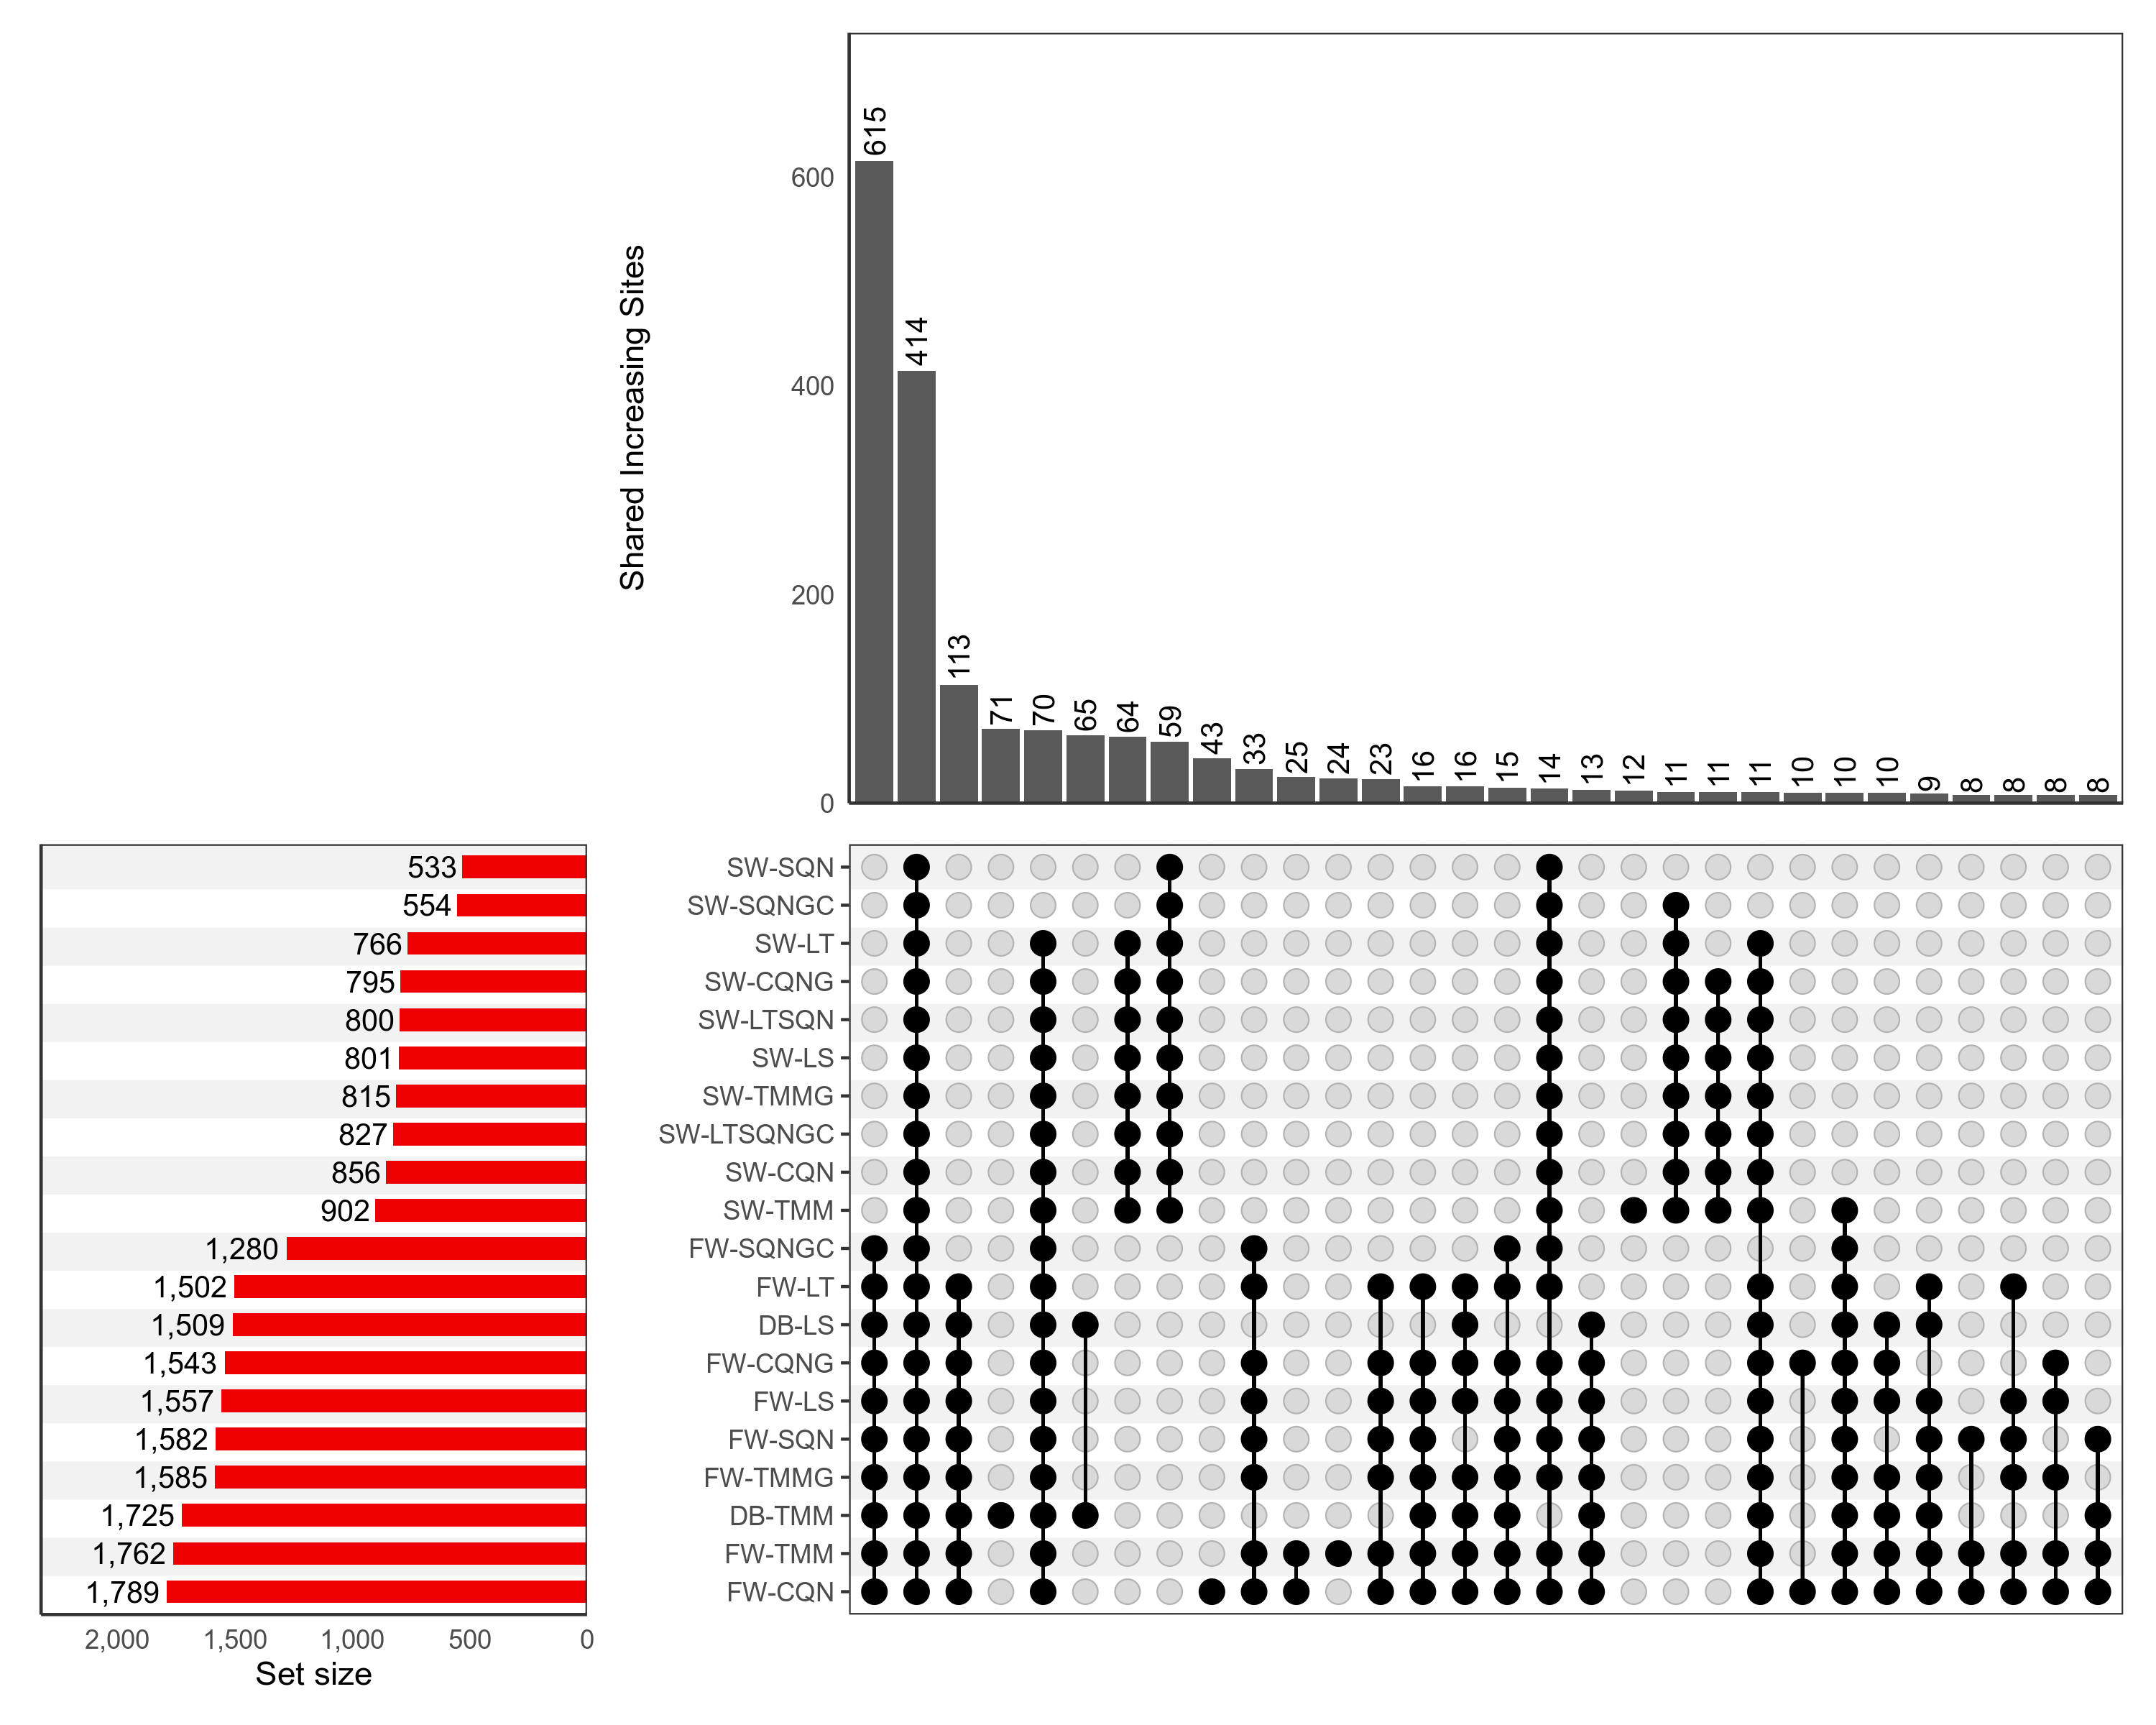 615
414
113
71
70
65
64
59
43
33
25
24
23
16
16
15
14
13
12
11
11
11
10
10
10
9
8
8
8
8
600
400
200
0
Shared Increasing Sites
533
554
766
795
800
801
815
827
856
902
1,280
1,502
1,509
1,543
1,557
1,582
1,585
1,725
1,762
1,789
2,000 1,500 1,000 500 0
Set size
SW-SQN
SW-SQNGC
SW-LT
SW-CQNG
SW-LTSQN
SW-LS
SW-TMMG
SW-LTSQNGC
SW-CQN
SW-TMM
FW-SQNGC
FW-LT
DB-LS
FW-CQNG
FW-LS
FW-SQN
FW-TMMG
DB-TMM
FW-TMM
FW-CQN